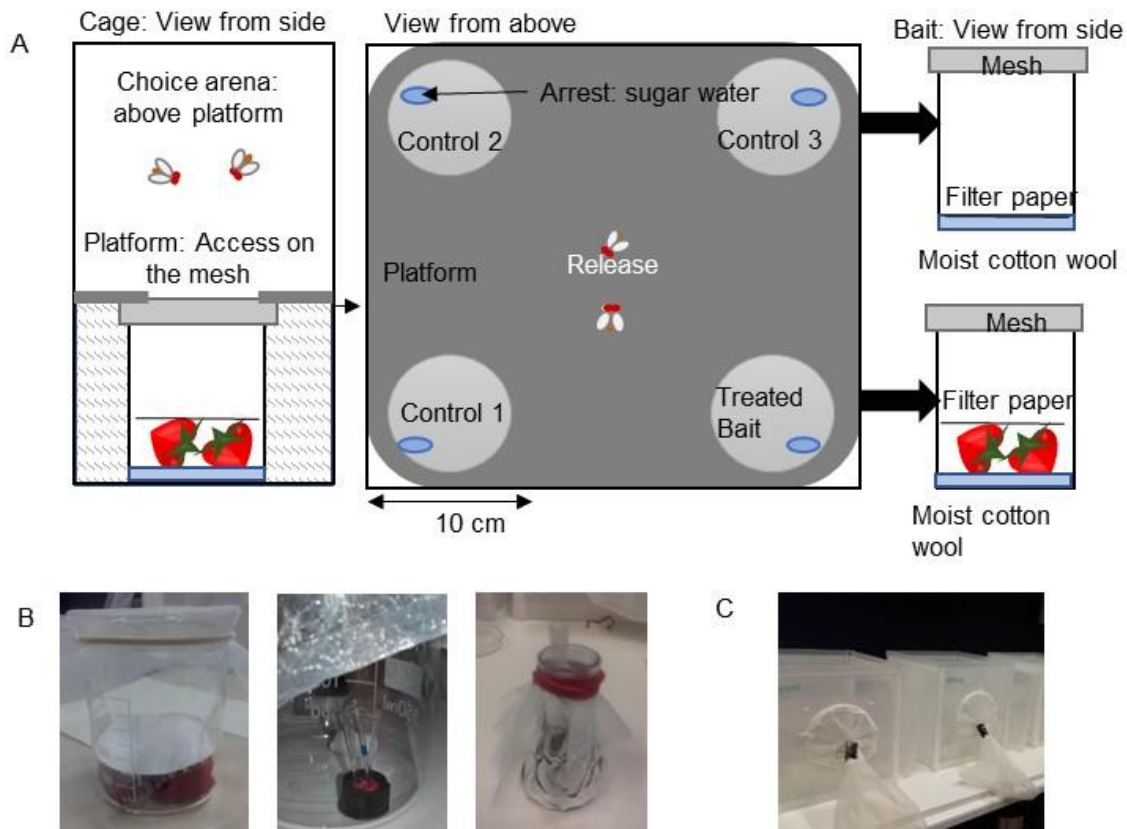 A
Cage: View from side
Choice arena:
above platform
Platform: Access on
the mesh
View from above
Arrest: sugar water
Control 2
Control 3
Platform
Release
Control 1
Treated
Bait
10 cm
Bait: View from side
Mesh
Filter paper
Moist cotton wool
Mesh
Filter paper
Moist cotton
wool
B
C